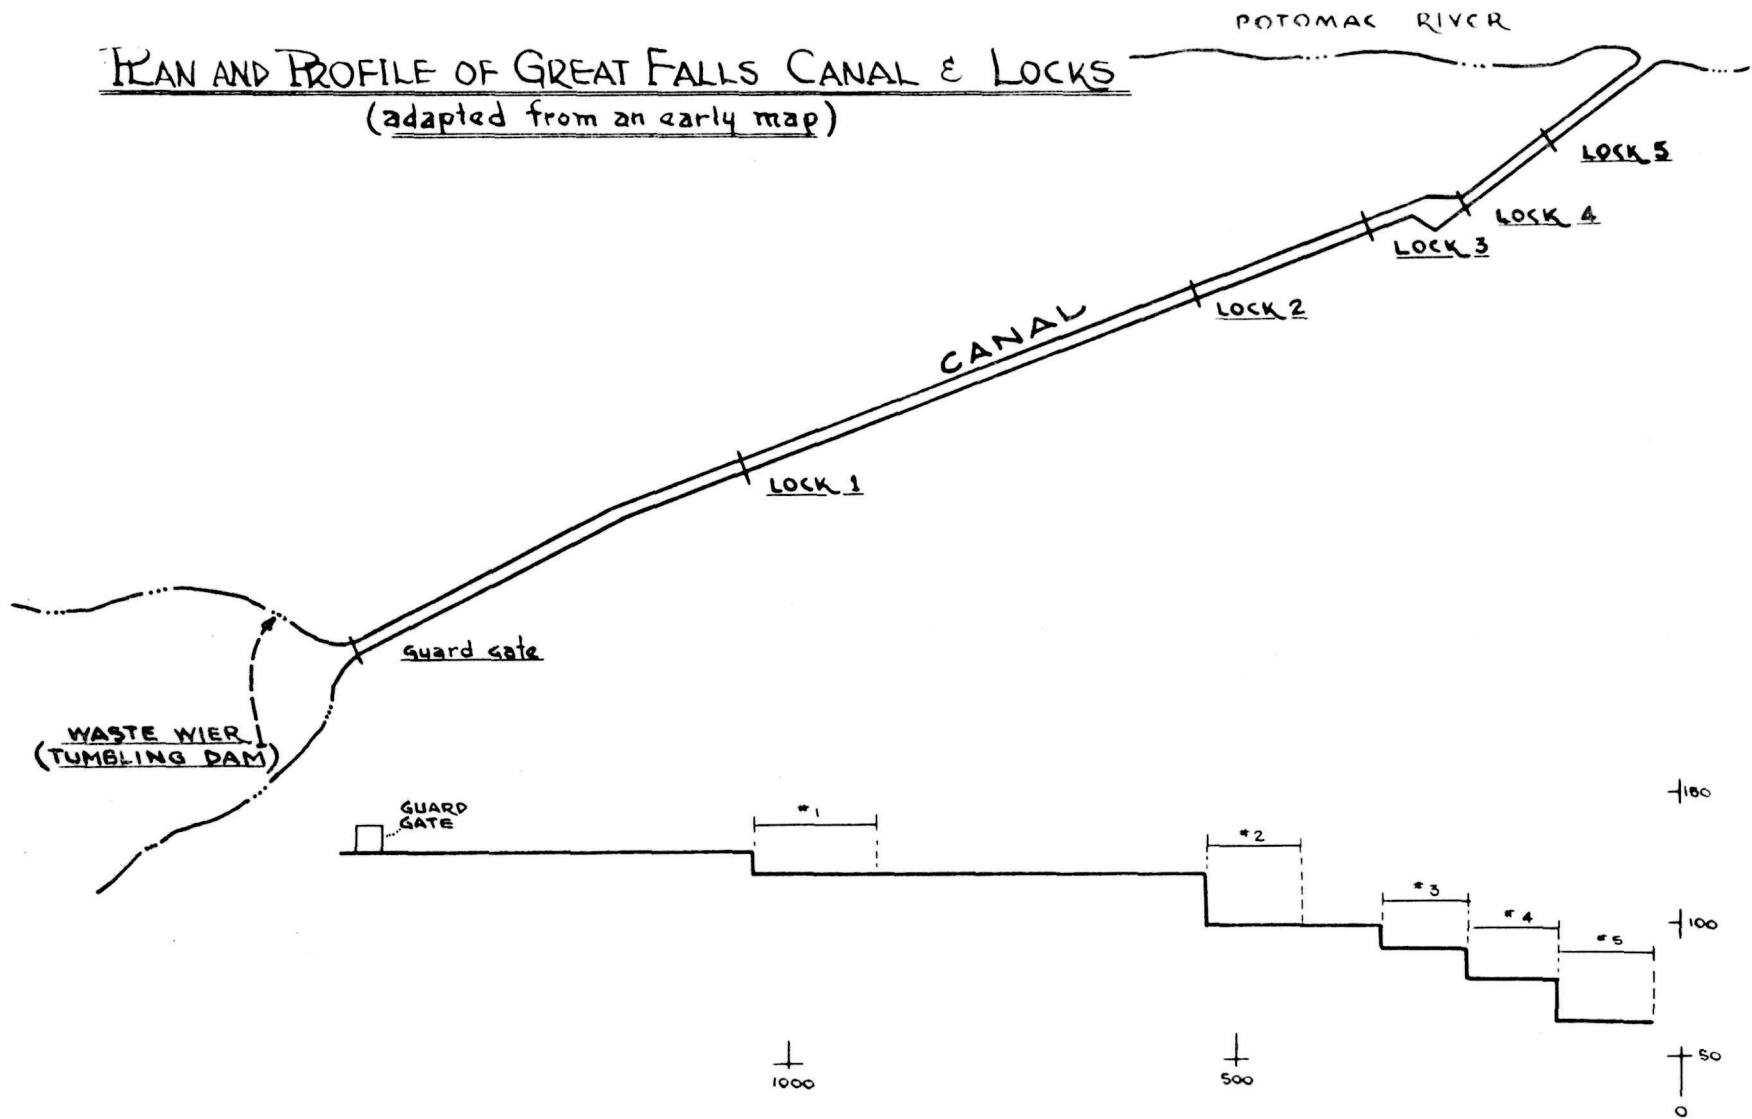 POTOMAC RIVER
PLAN AND PROFILE OF GREAT FALLS CANAL & LOCKS
(adapted from an early map)
LOCK 5
LOCK 4
LOCK 3
LOCK 2
CANAL
LOCK 1
Guard Gate
WASTE WIER
(TUMBLING DAM)
GUARD
GATE
#1
#2
#3
#4
#5
150
100
50
1000
500
0